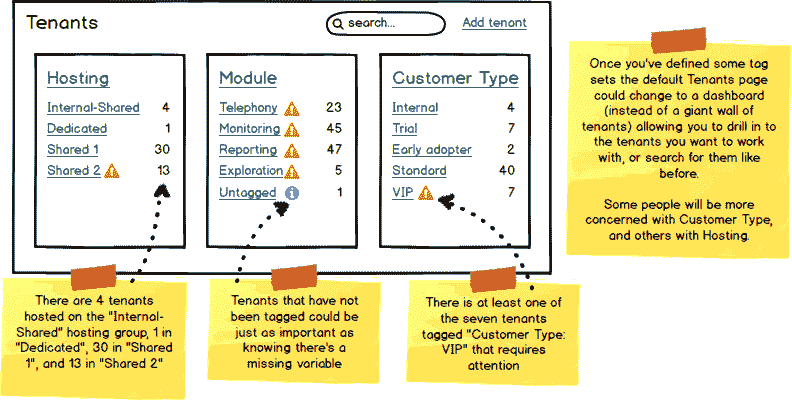 Tenants
search...
Add tenant
Hosting
Internal-Shared 4
Dedicated 1
Shared 1 30
Shared 2 13
Module
Telephony 23
Monitoring 45
Reporting 47
Exploration 5
Untagged 1
Customer Type
Internal 4
Trial 7
Early adopter 2
Standard 40
VIP 7
Once you've defined some tag
sets the default Tenants page
could change to a dashboard
(instead of a giant wall of
tenants) allowing you to drill in to
the tenants you want to work
with, or search for them like
before.
Some people will be more
concerned with Customer Type,
and others with Hosting.
There are 4 tenants
hosted on the "Internal-
Shared" hosting group, 1 in
"Dedicated", 30 in "Shared
1", and 13 in "Shared 2"
Tenants that have not
been tagged could be
just as important as
knowing there's a
missing variable
There is at least one of
the seven tenants
tagged "Customer Type:
VIP" that requires
attention